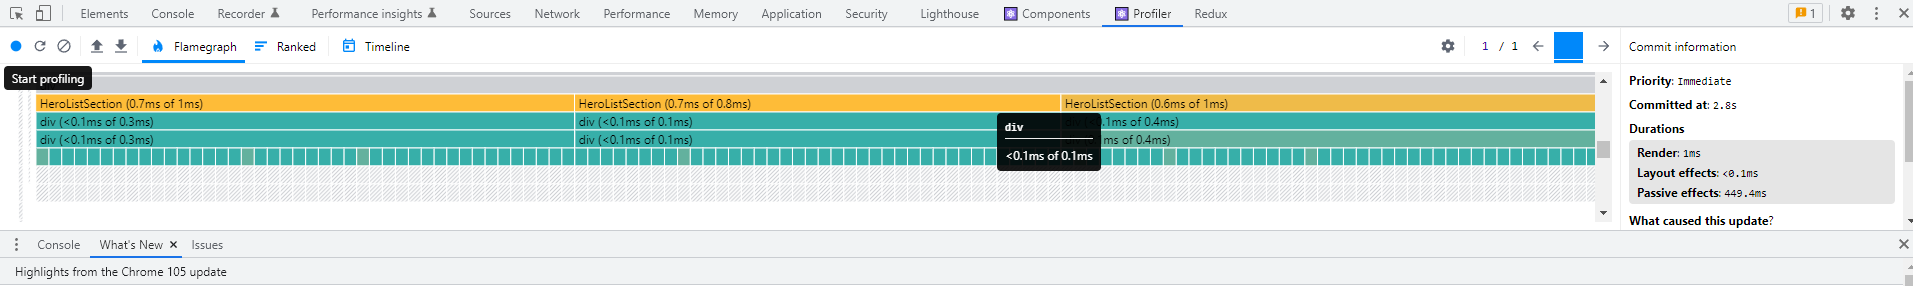 Elements Console Recorder Performance insights Sources Network Performance Memory Application Security Lighthouse Components Profiler Redux 1
Flamegraph Ranked Timeline 1 / 1 Commit information
Start profiling
Priority: Immediate
HeroListSection (0.7ms of 1ms) HeroListSection (0.7ms of 0.8ms) HeroListSection (0.6ms of 1ms)
Committed at: 2.8s
div (<0.1ms of 0.3ms) div (<0.1ms of 0.1ms) <0.1ms of 0.4ms)
div
Durations
div (<0.1ms of 0.3ms) div (<0.1ms of 0.1ms) of 0.4ms)
<0.1ms of 0.1ms
Render: 1ms
Layout effects: <0.1ms
Passive effects: 449.4ms
What caused this update?
Console What's New Issues
Highlights from the Chrome 105 update